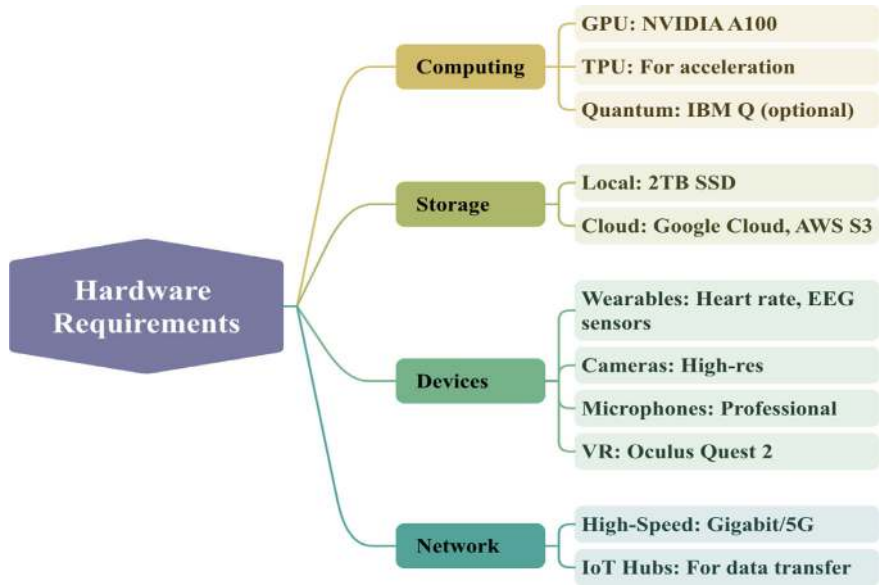 Hardware
Requirements
Computing
GPU: NVIDIA A100
TPU: For acceleration
Quantum: IBM Q (optional)
Storage
Local: 2TB SSD
Cloud: Google Cloud, AWS S3
Devices
Wearables: Heart rate, EEG
sensors
Cameras: High-res
Microphones: Professional
VR: Oculus Quest 2
Network
High-Speed: Gigabit/5G
IoT Hubs: For data transfer